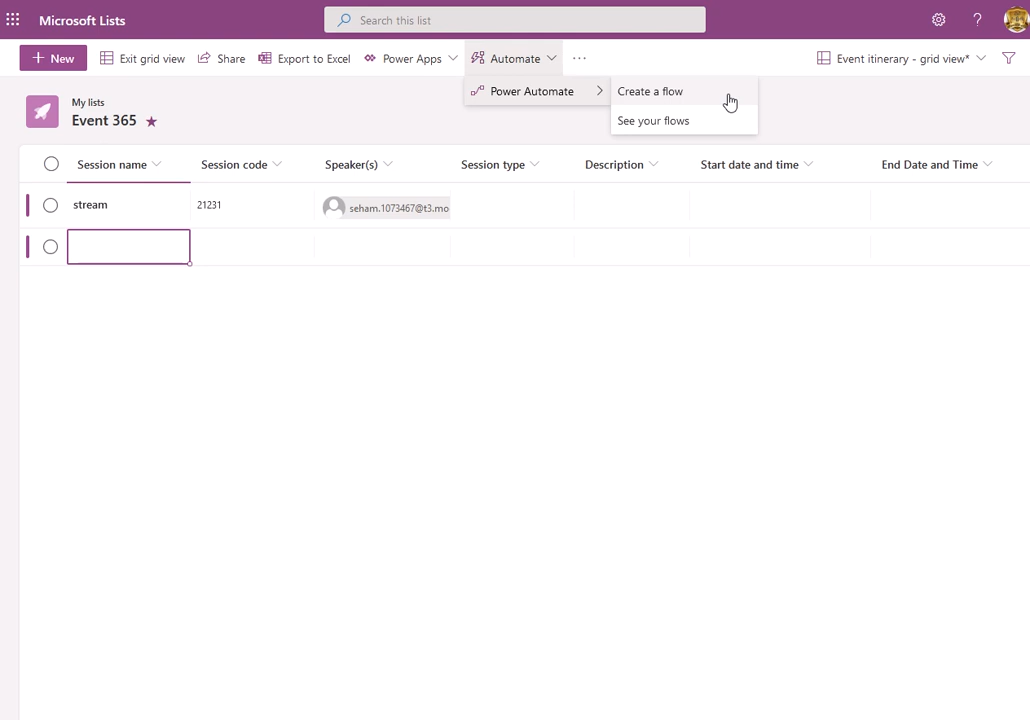 Microsoft Lists
Search this list
?
+ New
Exit grid view
Share
Export to Excel
Power Apps
Automate
...
Event itinerary - grid view*
Power Automate
Create a flow
See your flows
My lists
Event 365
Session name
Session code
Speaker(s)
Session type
Description
Start date and time
End Date and Time
stream
21231
seham.1073467@t3.mo